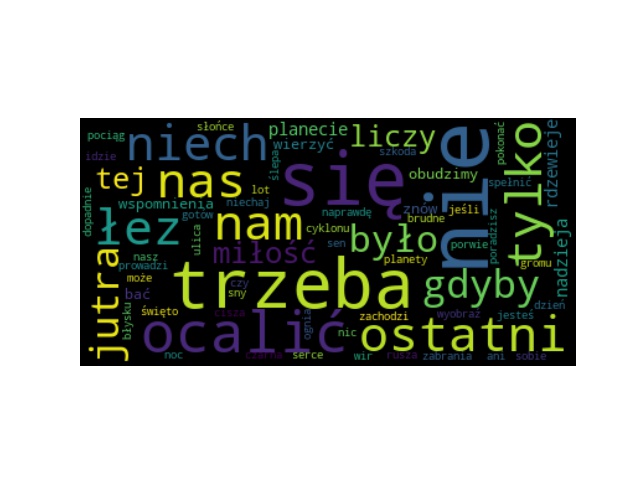 słońce
pociąg
niech
planecie
liczy
nie
pokonać
tylko
rdzewieje
idzie
wierzyć
szkoda
tej
nas
ślepa
się
obudzimy
spełnić
dopadnie
wspomnienia
lot
niechaj
znów
jeśli
łez
gotów
nam
naprawdę
brudne
ulica
cyklonu
było
porwie
poradzisz
nadzieja
jutra
nasz
miłość
sen
planety
gromu
prowadzi
może
trzeba
gdyby
bać
czy
sny
dzień
błysku
święto
ocalić
cisza
ognia
zachodzi
wyobraź
jesteś
nic
ostatni
noc
czarna
serce
wir
rusza
zabrania
ani
sobie